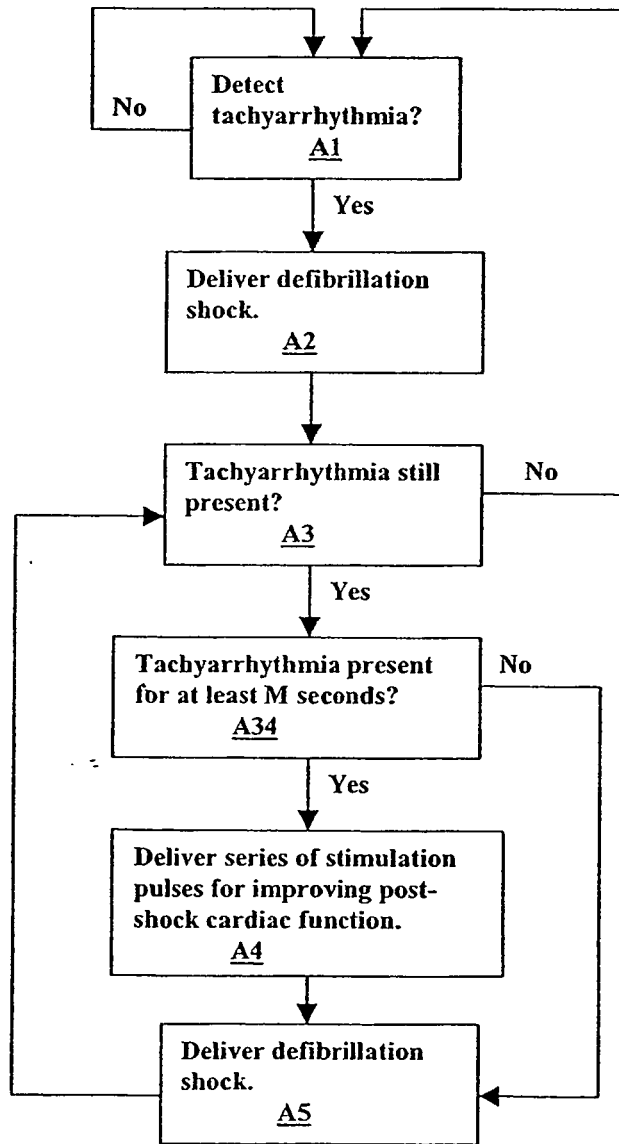 Detect
tachyarrhythmia?
A1
No
Yes
Deliver defibrillation
shock.
A2
Tachyarrhythmia still
present?
A3
No
Yes
Tachyarrhythmia present
for at least M seconds?
A34
No
Yes
Deliver series of stimulation
pulses for improving post-
shock cardiac function.
A4
Deliver defibrillation
shock.
A5